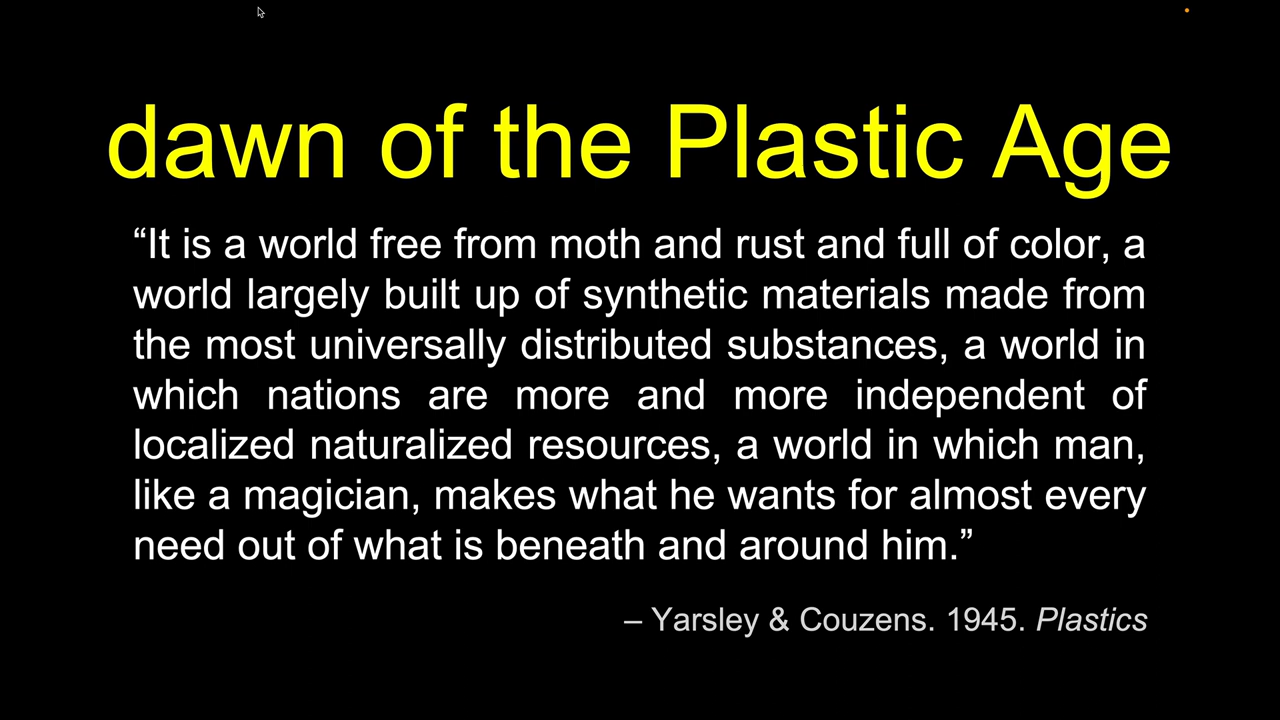 dawn of the Plastic Age
“It is a world free from moth and rust and full of color, a
world largely built up of synthetic materials made from
the most universally distributed substances, a world in
which nations are more and more independent of
localized naturalized resources, a world in which man,
like a magician, makes what he wants for almost every
need out of what is beneath and around him.”
– Yarsley & Couzens. 1945. Plastics